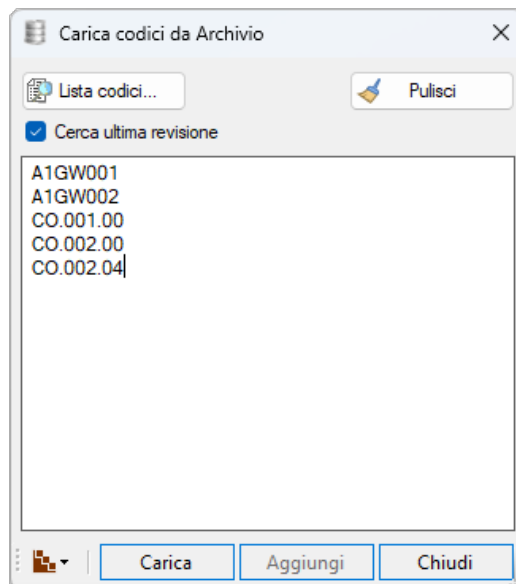 Carica codici da Archivio
Lista codici...
Pulisci
Cerca ultima revisione
A1GW001
A1GW002
CO.001.00
CO.002.00
CO.002.04
Carica
Aggiungi
Chiudi